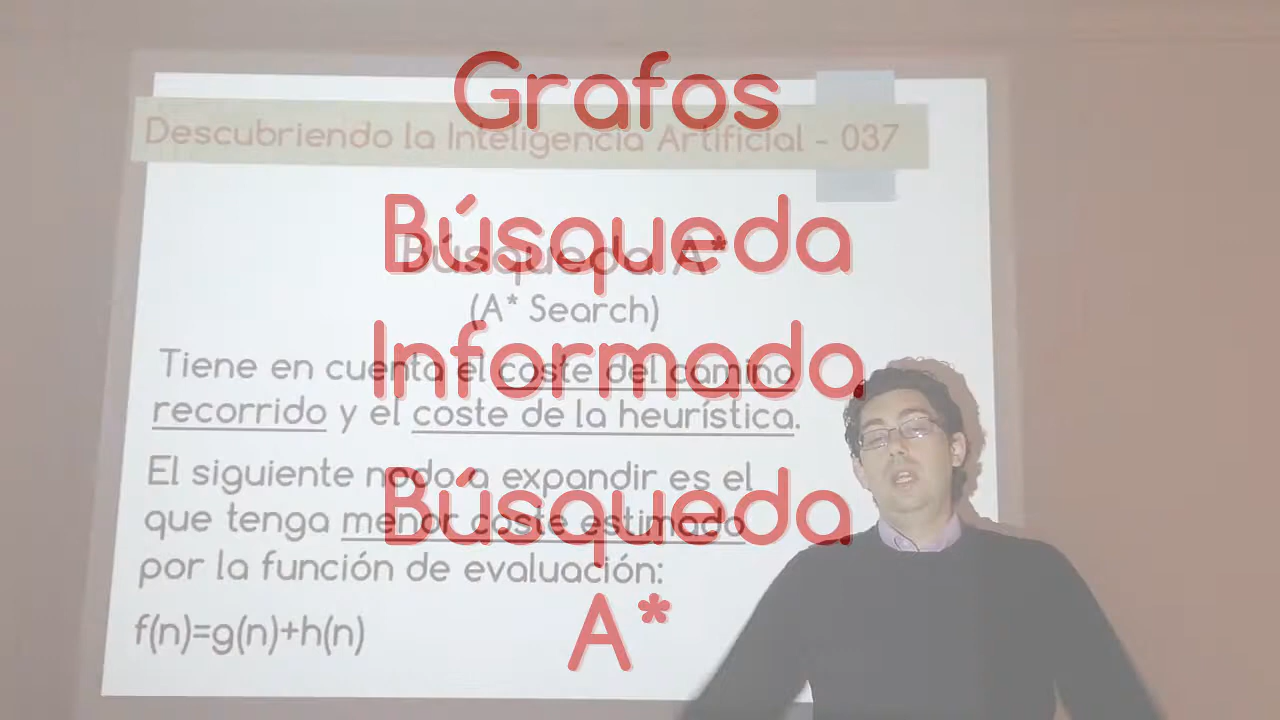 Grafos
Descubriendo la Inteligencia Artificial - 037
Búsqueda
Búsqueda A*
(A* Search)
Informada
Tiene en cuenta el coste del camino
recorrido y el coste de la heurística.
El siguiente nodo a expandir es el
Búsqueda
que tenga menor coste estimado
por la función de evaluación:
A*
f(n)=g(n)+h(n)